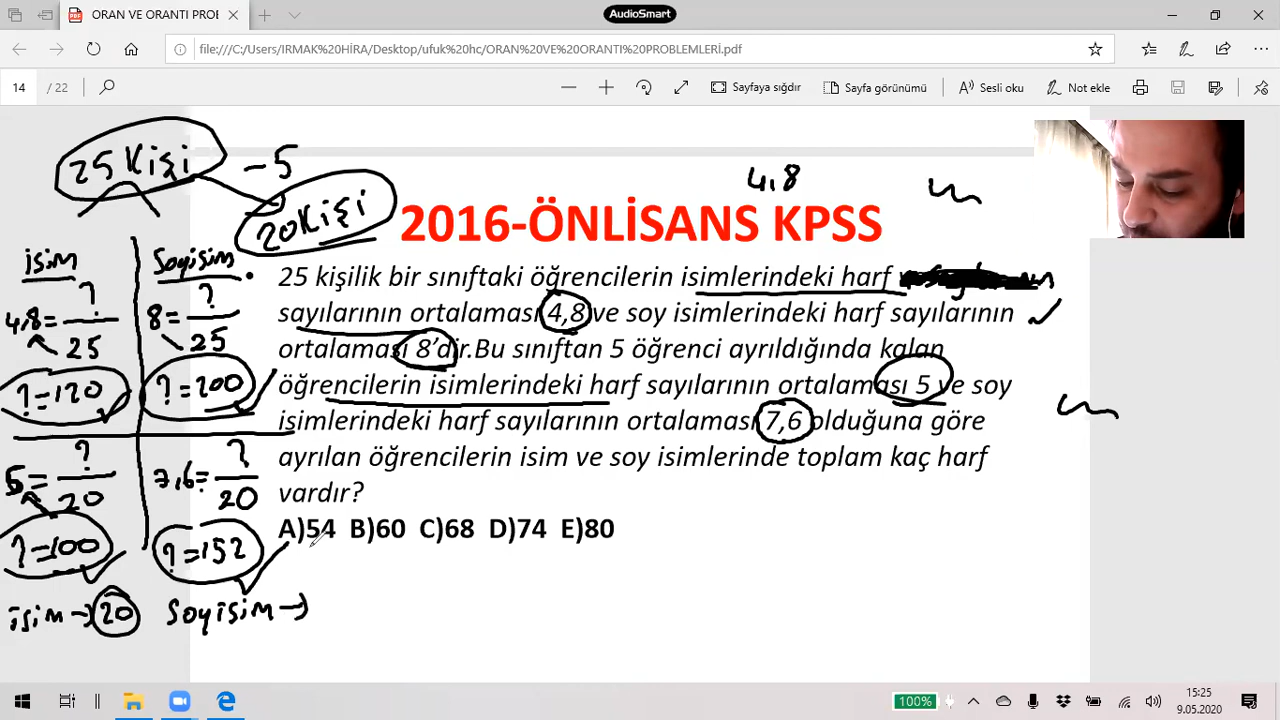 AudioSmart
ORAN VE ORANTI PROB
file:///C:/Users/IRMAK%20HİRA/Desktop/ufuk%20hc/ORAN%20VE%20ORANTI%20PROBLEMLERİ.pdf
14 / 22
Sayfaya sığdır
Sayfa görünümü
Sesli oku
Not ekle
25 Kişi -5
20Kişi
4,8
2016-ÖNLİSANS KPSS
• 25 kişilik bir sınıftaki öğrencilerin isimlerindeki harf
sayılarının ortalaması 4,8 ve soy isimlerindeki harf sayılarının
ortalaması 8’dir.Bu sınıftan 5 öğrenci ayrıldığında kalan
öğrencilerin isimlerindeki harf sayılarının ortalaması 5 ve soy
isimlerindeki harf sayılarının ortalaması 7,6 olduğuna göre
ayrılan öğrencilerin isim ve soy isimlerinde toplam kaç harf
vardır?
A)54 B)60 C)68 D)74 E)80
isim
4,8=?/25
?=120
Soyisim
8=?/25
?=200
5=?/20
?=100
7,6=?/20
?=152
isim→20 Soyisim→
100%
15:25
9.05.2020